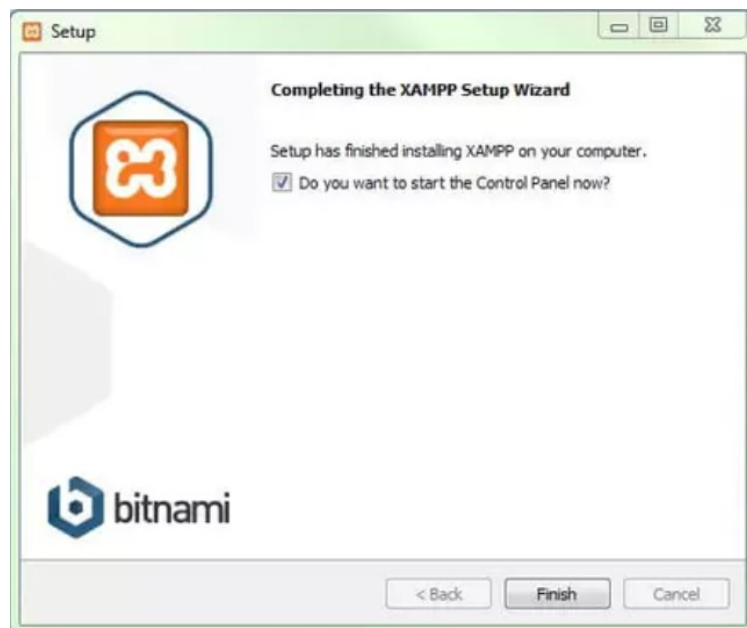 Setup
Completing the XAMPP Setup Wizard
Setup has finished installing XAMPP on your computer.
Do you want to start the Control Panel now?
bitnami
< Back
Finish
Cancel